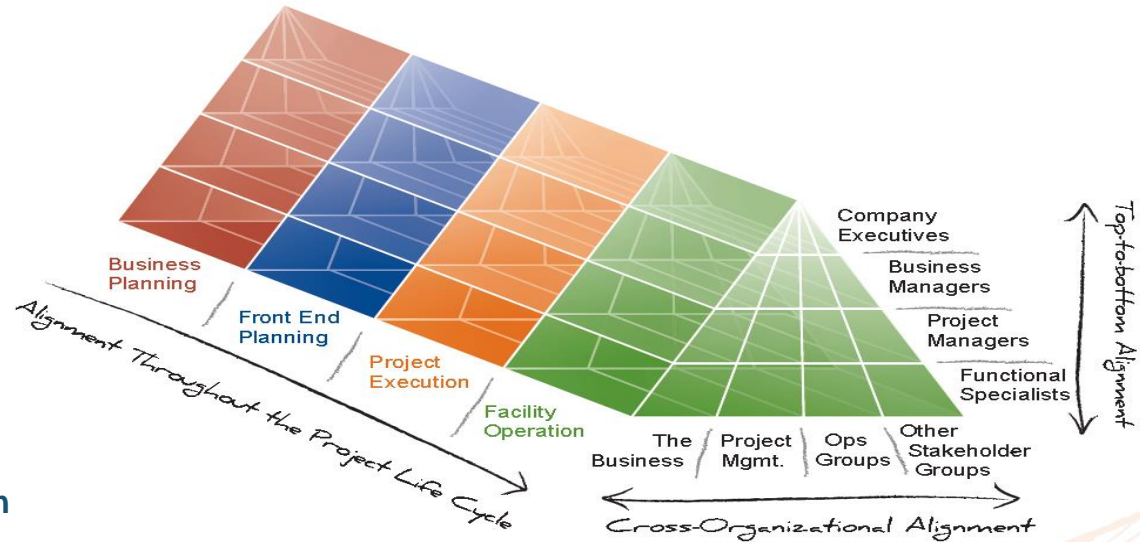 Company
Executives
Business
Managers
Project
Managers
Functional
Specialists
Top-to-bottom Alignment
Business
Planning
Front End
Planning
Project
Execution
Facility
Operation
Alignment Throughout the Project Life Cycle
The
Business
Project
Mgmt.
Ops
Groups
Other
Stakeholder
Groups
Cross-Organizational Alignment
n